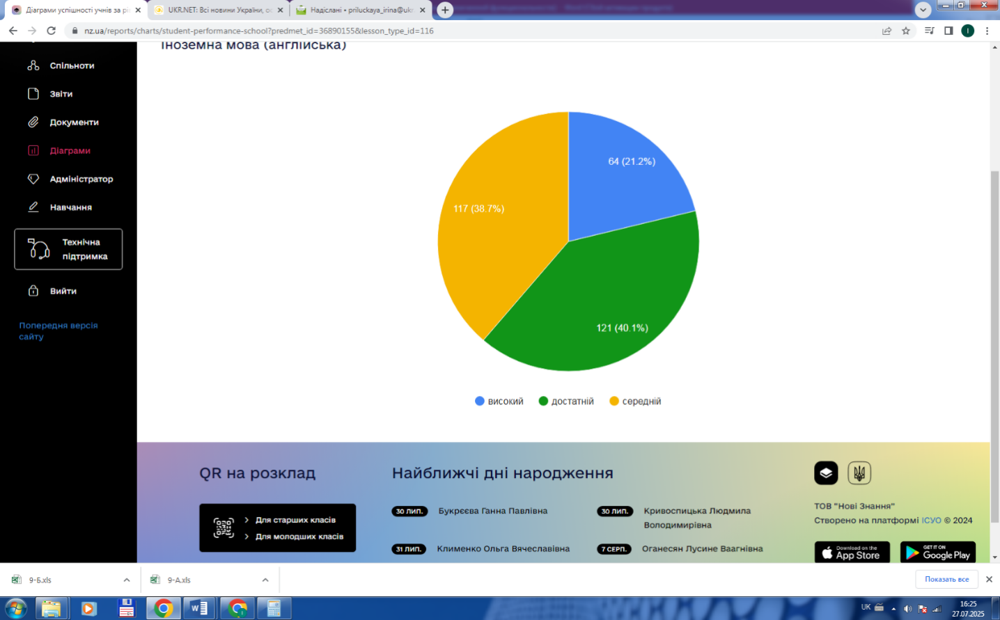 Діаграми успішності учнів за рі
UKR.NET: Всі новини України, ос
Надіслані • priluckaya_irina@ukr
nz.ua/reports/charts/student-performance-school?predmet_id=36890155&lesson_type_id=116
Іноземна мова (англійська)
Спільноти
Звіти
Документи
Діаграми
Адміністратор
Навчання
Технічна
підтримка
Вийти
Попередня версія
сайту
64 (21.2%)
117 (38.7%)
121 (40.1%)
високий достатній середній
QR на розклад
Для старших класів
Для молодших класів
Найближчі дні народження
30 ЛИП. Букрєєва Ганна Павлівна
30 ЛИП. Кривоспицька Людмила
Володимирівна
31 ЛИП. Клименко Ольга Вячеславівна
7 СЕРП. Оганесян Лусине Ваагнівна
ТОВ "Нові Знання"
Створено на платформі ІСУО © 2024
Download on the
App Store
GET IT ON
Google Play
9-Б.xls
9-А.xls
Показать все
UK
16:25
27.07.2025